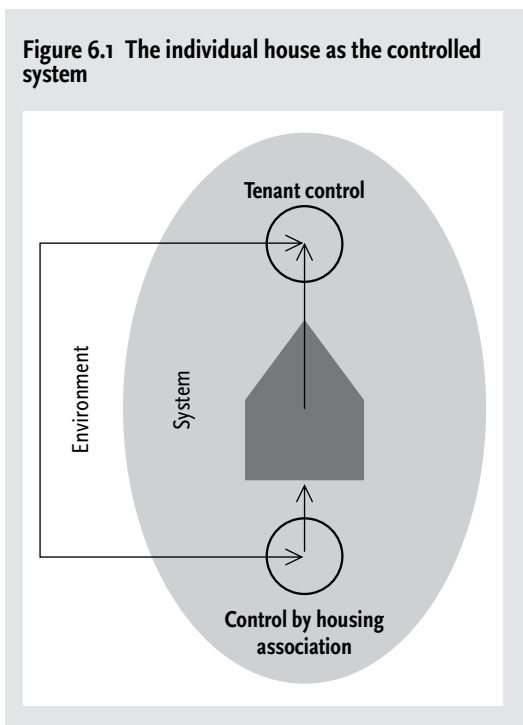 Figure 6.1 The individual house as the controlled
system
Tenant control
Environment
System
Control by housing
association